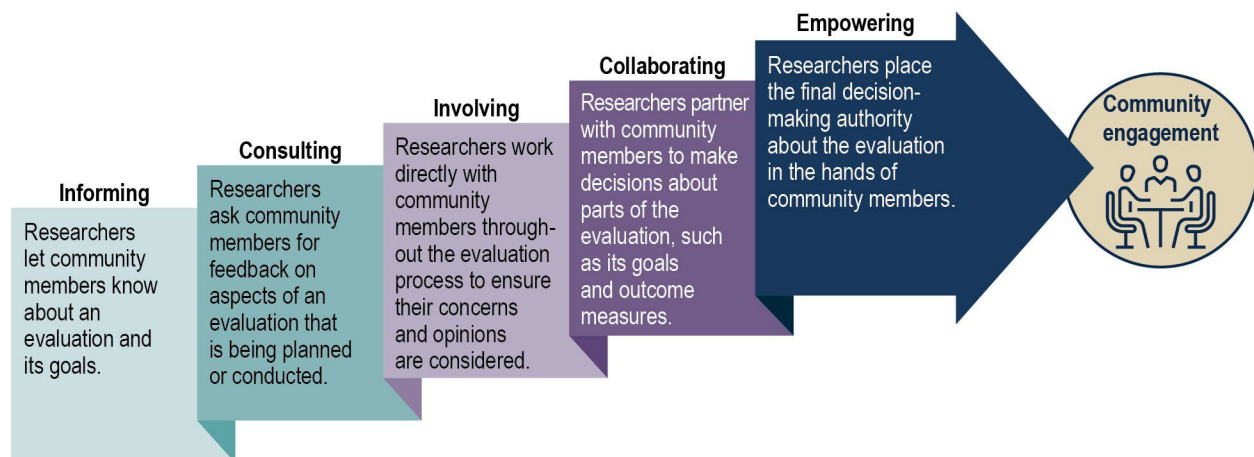 Informing
Researchers
let community
members know
about an
evaluation and
its goals.
Consulting
Researchers
ask community
members for
feedback on
aspects of an
evaluation that
is being planned
or conducted.
Involving
Researchers work
directly with
community
members through-
out the evaluation
process to ensure
their concerns
and opinions
are considered.
Collaborating
Researchers partner
with community
members to make
decisions about
parts of the
evaluation, such
as its goals
and outcome
measures.
Empowering
Researchers place
the final decision-
making authority
about the evaluation
in the hands of
community members.
Community
engagement